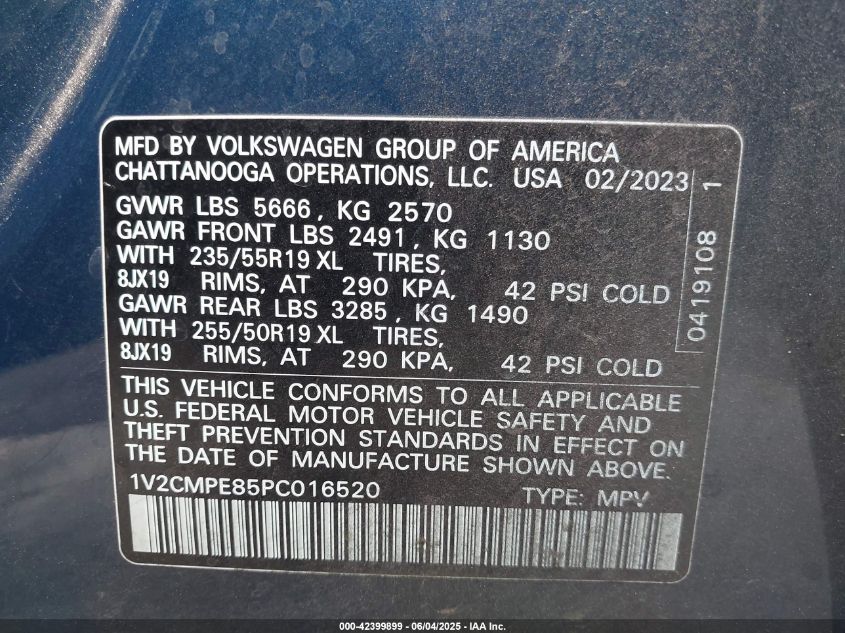 MFD BY VOLKSWAGEN GROUP OF AMERICA
CHATTANOOGA OPERATIONS, LLC. USA 02/2023
GVWR LBS 5666, KG 2570
GAWR FRONT LBS 2491, KG 1130
WITH 235/55R19 XL TIRES,
8JX19 RIMS, AT 290 KPA, 42 PSI COLD
GAWR REAR LBS 3285, KG 1490
WITH 255/50R19 XL TIRES,
8JX19 RIMS, AT 290 KPA, 42 PSI COLD
0419108 1
THIS VEHICLE CONFORMS TO ALL APPLICABLE
U.S. FEDERAL MOTOR VEHICLE SAFETY AND
THEFT PREVENTION STANDARDS IN EFFECT ON
THE DATE OF MANUFACTURE SHOWN ABOVE.
1V2CMPE85PC016520 TYPE: MPV
000-42399899 - 06/04/2025 - IAA Inc.